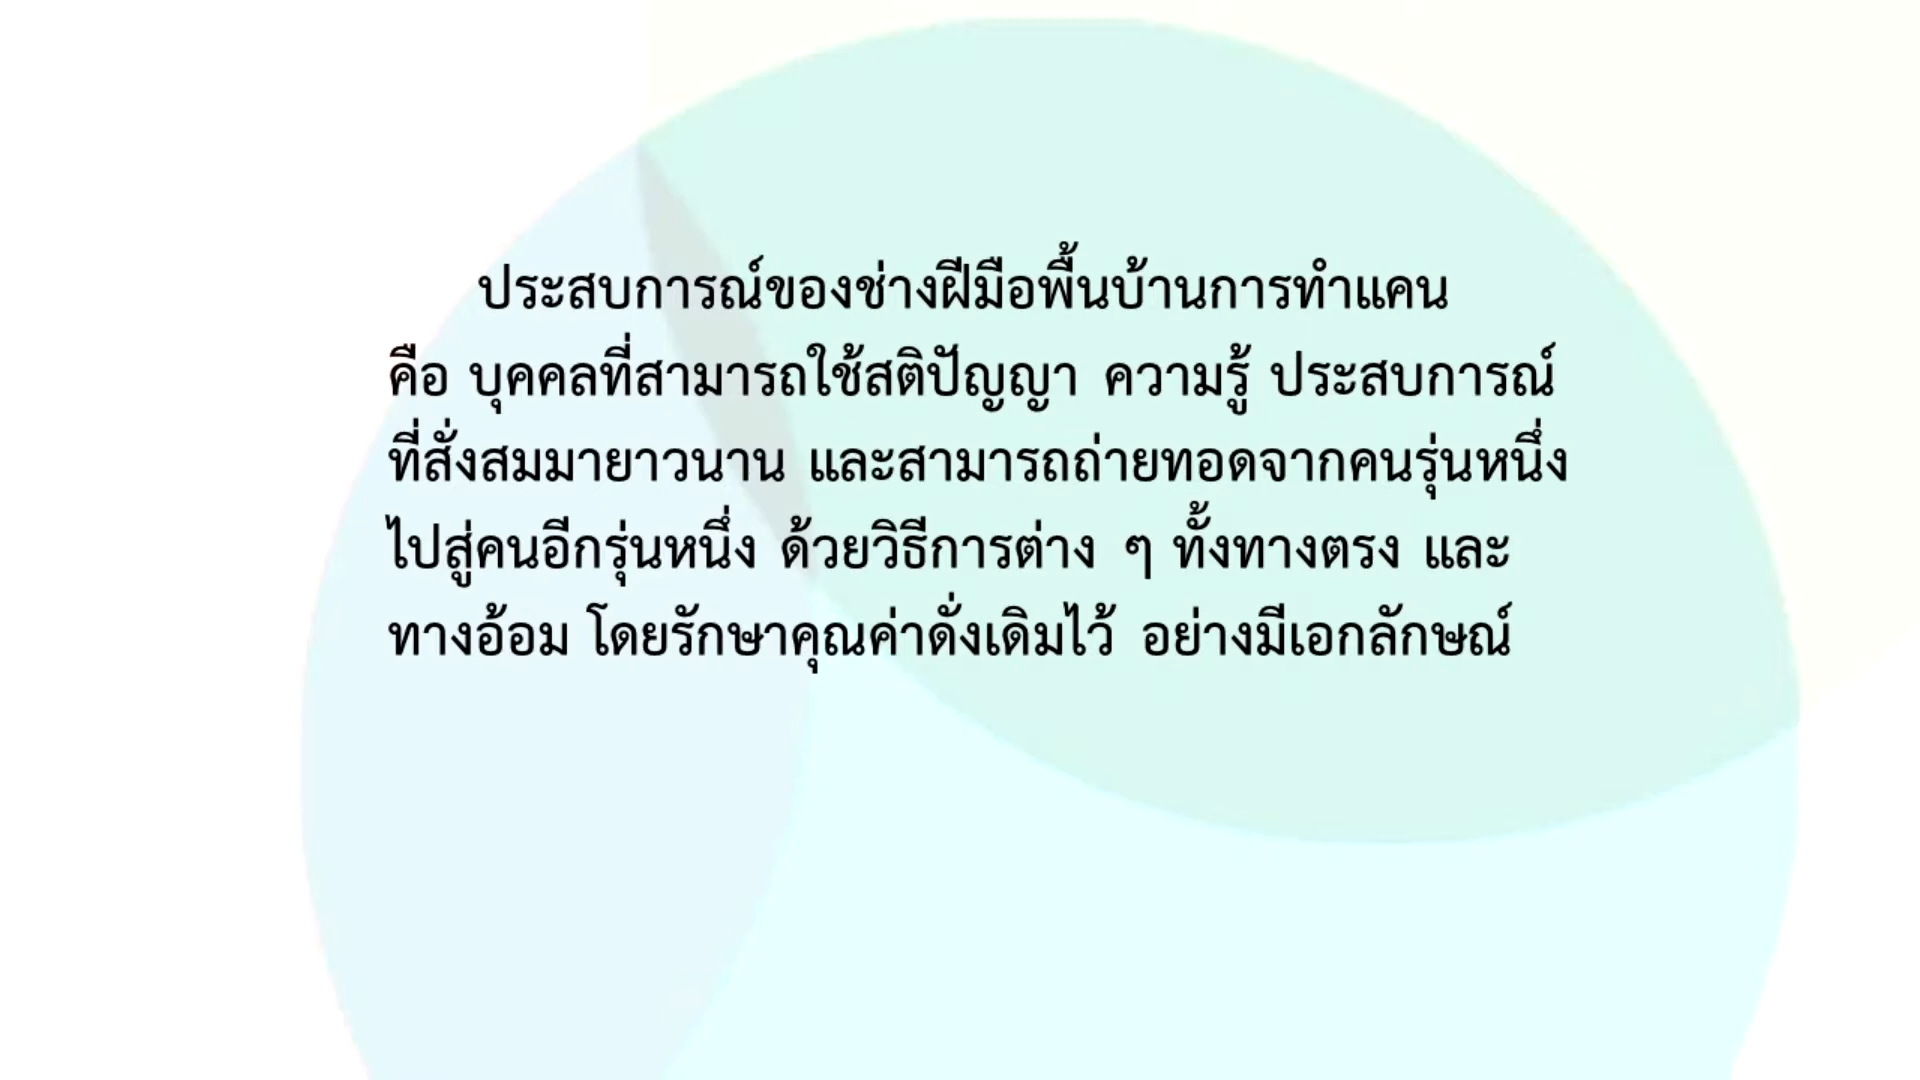 ประสบการณ์ของช่างฝีมือพื้นบ้านการทำแคน
คือ บุคคลที่สามารถใช้สติปัญญา ความรู้ ประสบการณ์
ที่สั่งสมมายาวนาน และสามารถถ่ายทอดจากคนรุ่นหนึ่ง
ไปสู่คนอีกรุ่นหนึ่ง ด้วยวิธีการต่าง ๆ ทั้งทางตรง และ
ทางอ้อม โดยรักษาคุณค่าดั่งเดิมไว้ อย่างมีเอกลักษณ์